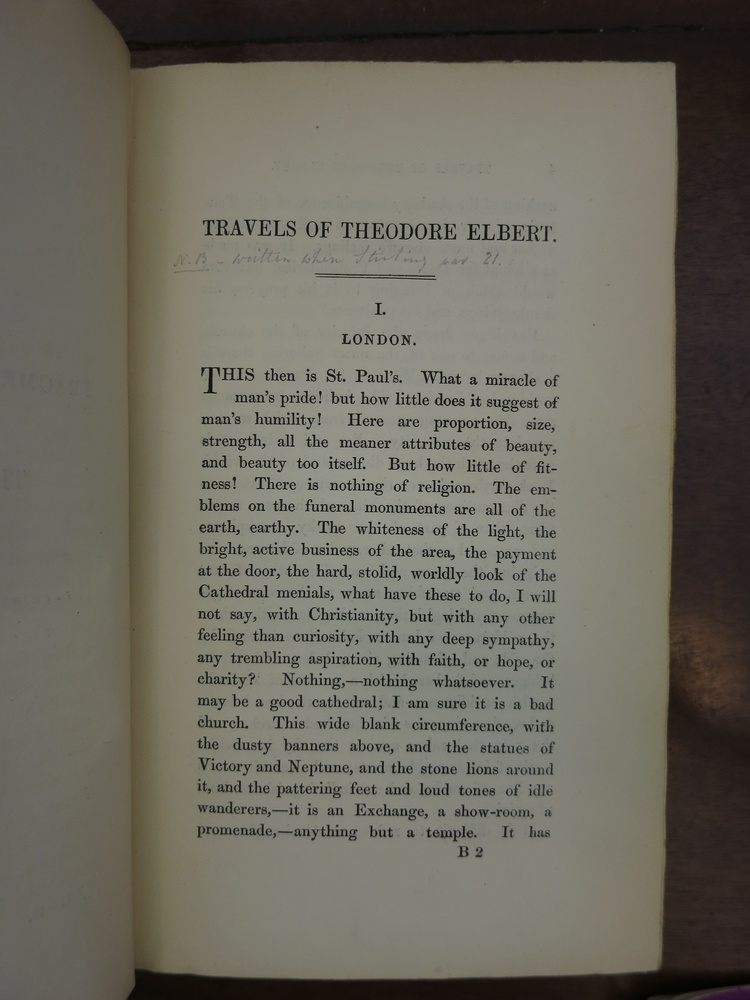 TRAVELS OF THEODORE ELBERT.
N.B - written when Stirling was 21.
I.
LONDON.
THIS then is St. Paul's. What a miracle of
man's pride! but how little does it suggest of
man's humility! Here are proportion, size,
strength, all the meaner attributes of beauty,
and beauty too itself. But how little of fit-
ness! There is nothing of religion. The em-
blems on the funeral monuments are all of the
earth, earthy. The whiteness of the light, the
bright, active business of the area, the payment
at the door, the hard, stolid, worldly look of the
Cathedral menials, what have these to do, I will
not say, with Christianity, but with any other
feeling than curiosity, with any deep sympathy,
any trembling aspiration, with faith, or hope, or
charity? Nothing,—nothing whatsoever. It
may be a good cathedral; I am sure it is a bad
church. This wide blank circumference, with
the dusty banners above, and the statues of
Victory and Neptune, and the stone lions around
it, and the pattering feet and loud tones of idle
wanderers,—it is an Exchange, a show-room, a
promenade,—anything but a temple. It has
B 2